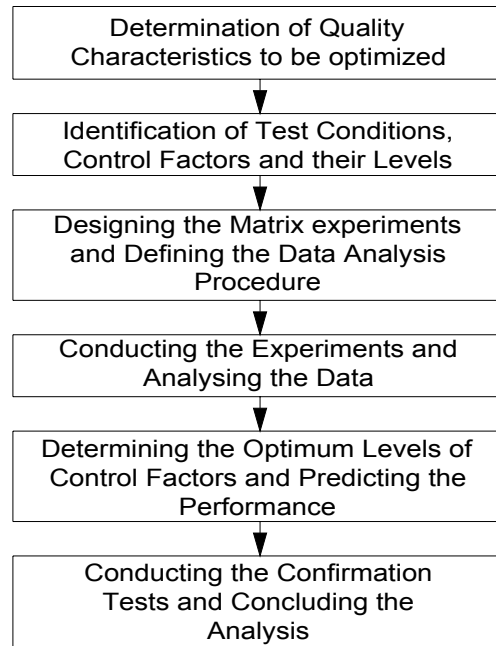 Determination of Quality
Characteristics to be optimized
Identification of Test Conditions,
Control Factors and their Levels
Designing the Matrix experiments
and Defining the Data Analysis
Procedure
Conducting the Experiments and
Analysing the Data
Determining the Optimum Levels of
Control Factors and Predicting the
Performance
Conducting the Confirmation
Tests and Concluding the
Analysis